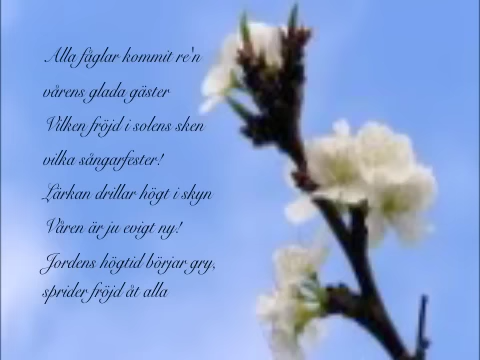 Alla fåglar kommit re'n
vårens glada gäster
Vilken fröjd i solens sken
vilka sångarfester!
Lärkan drillar högt i skyn
Våren är ju evigt ny!
Jordens högtid börjar gry,
sprider fröjd åt alla